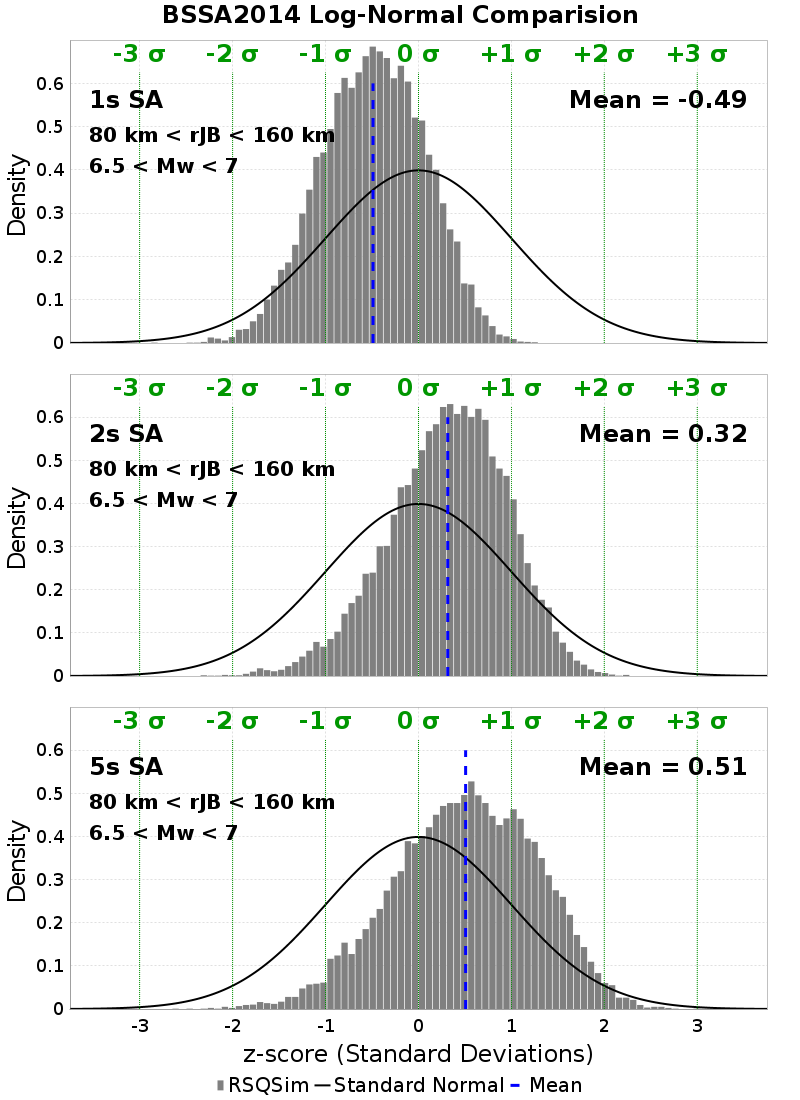 BSSA2014 Log-Normal Comparision
-3 σ -2 σ -1 σ 0 σ +1 σ +2 σ +3 σ
0.6
1s SA Mean = -0.49
80 km < rJB < 160 km
0.5
6.5 < Mw < 7
0.4
0.3
0.2
0.1
0
Density
-3 σ -2 σ -1 σ 0 σ +1 σ +2 σ +3 σ
0.6
2s SA Mean = 0.32
80 km < rJB < 160 km
0.5
6.5 < Mw < 7
0.4
0.3
0.2
0.1
0
Density
-3 σ -2 σ -1 σ 0 σ +1 σ +2 σ +3 σ
0.6
5s SA Mean = 0.51
80 km < rJB < 160 km
0.5
6.5 < Mw < 7
0.4
0.3
0.2
0.1
0
Density
-3 -2 -1 0 1 2 3
z-score (Standard Deviations)
RSQSim Standard Normal Mean